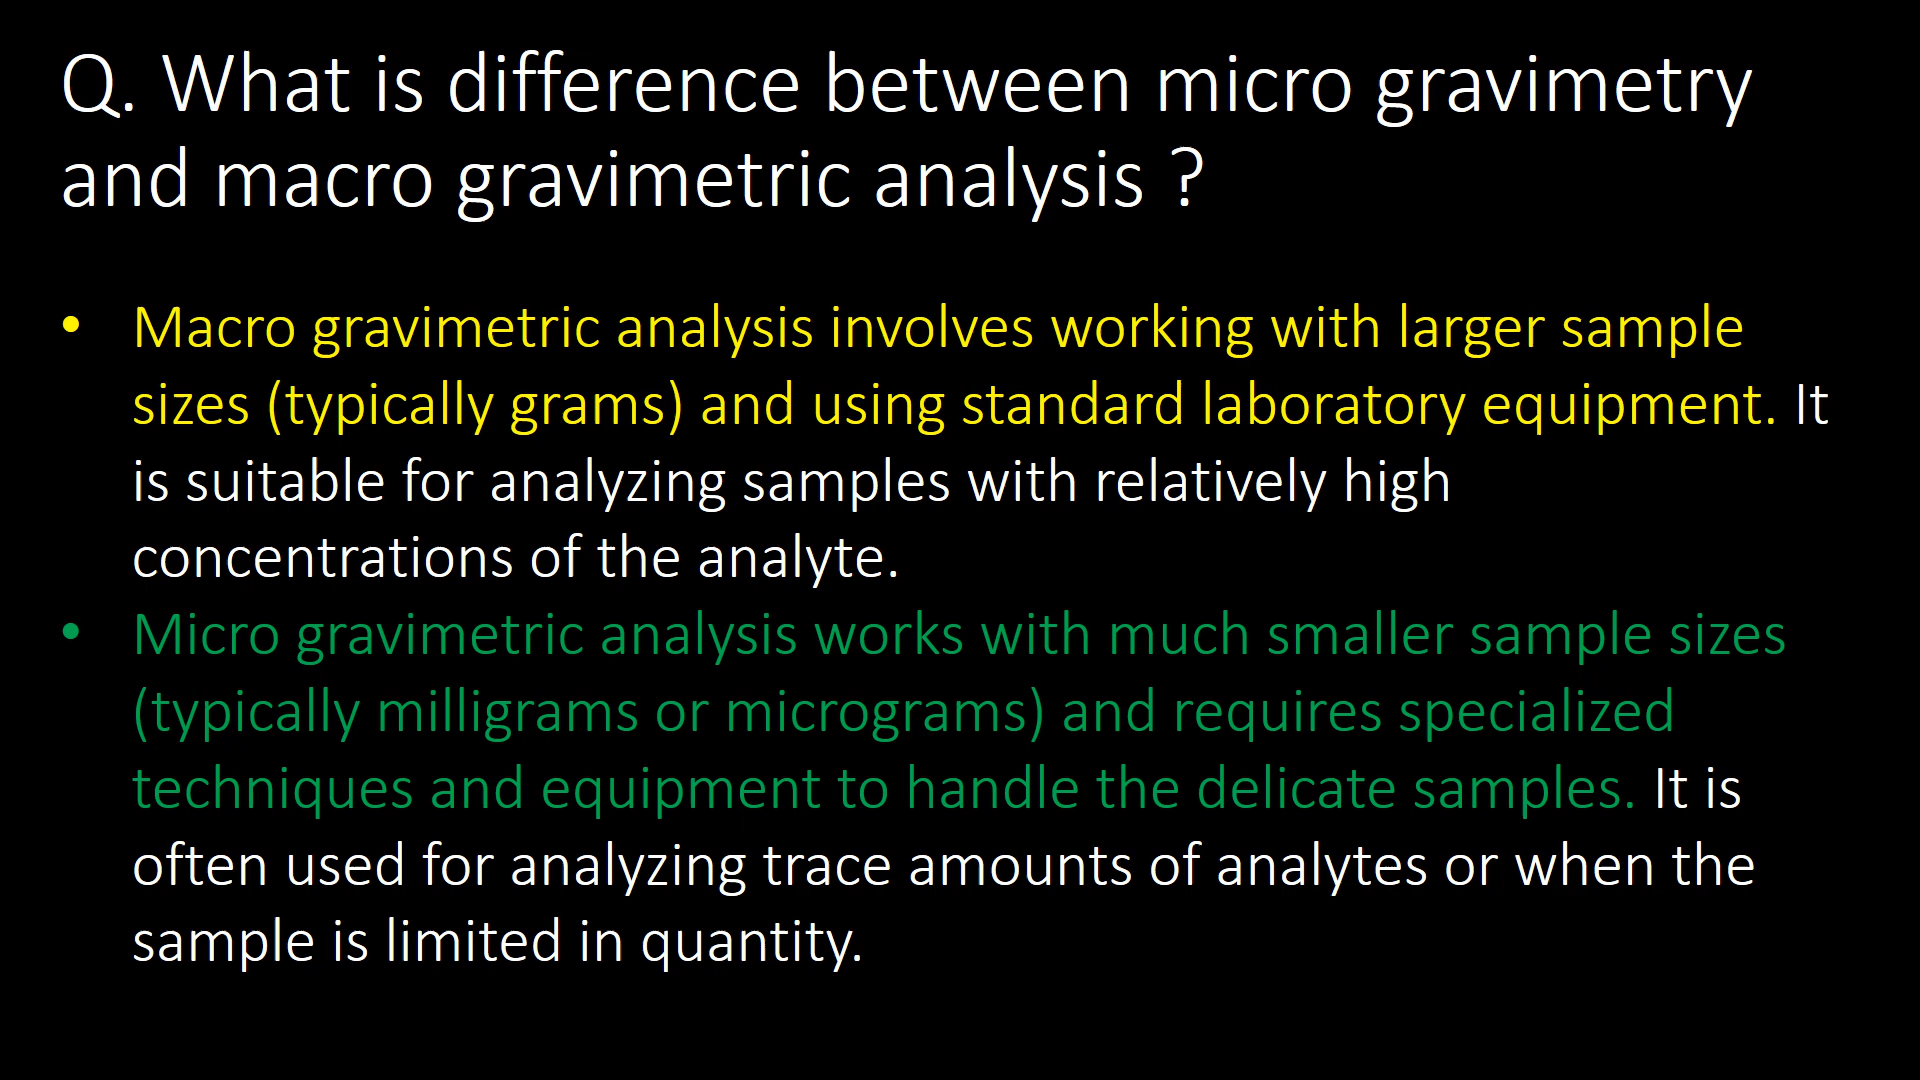 Q. What is difference between micro gravimetry
and macro gravimetric analysis ?
• Macro gravimetric analysis involves working with larger sample
sizes (typically grams) and using standard laboratory equipment. It
is suitable for analyzing samples with relatively high
concentrations of the analyte.
• Micro gravimetric analysis works with much smaller sample sizes
(typically milligrams or micrograms) and requires specialized
techniques and equipment to handle the delicate samples. It is
often used for analyzing trace amounts of analytes or when the
sample is limited in quantity.